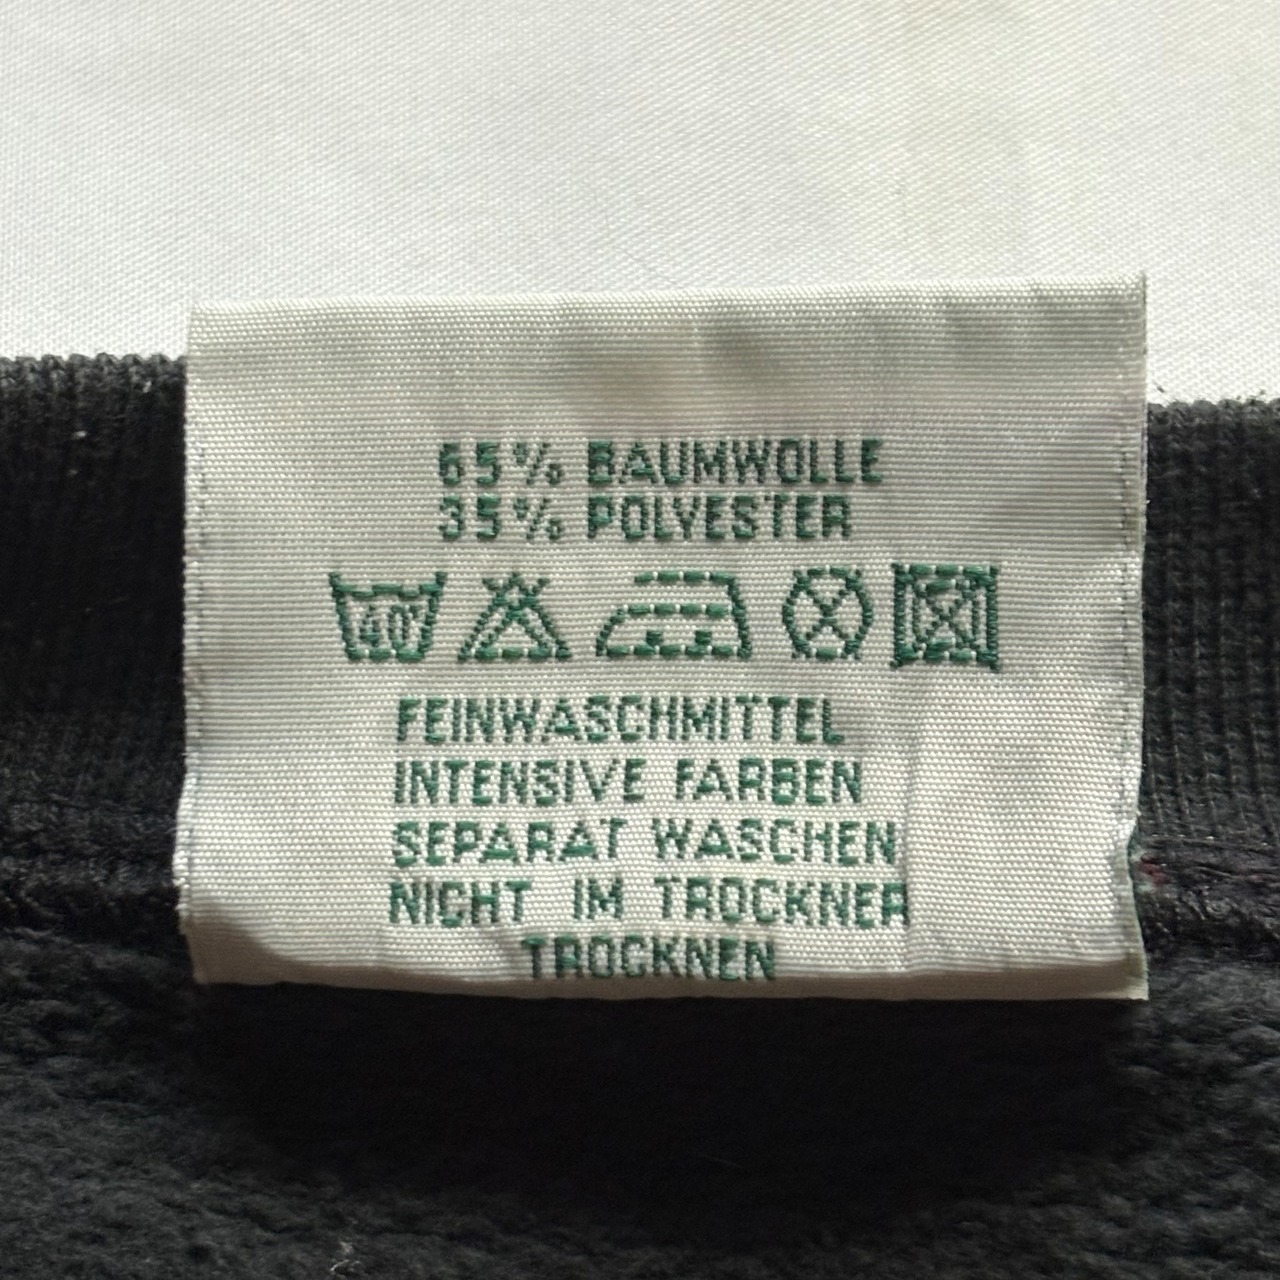 65% BAUMWOLLE
35% POLYESTER
40°
FEINWASCHMITTEL
INTENSIVE FARBEN
SEPARAT WASCHEN
NICHT IM TROCKNER
TROCKNEN